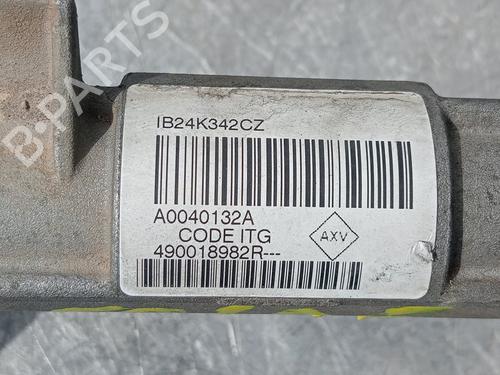 B-PARTS
IB24K342CZ
A0040132A
CODE ITG
AXV
490018982R---